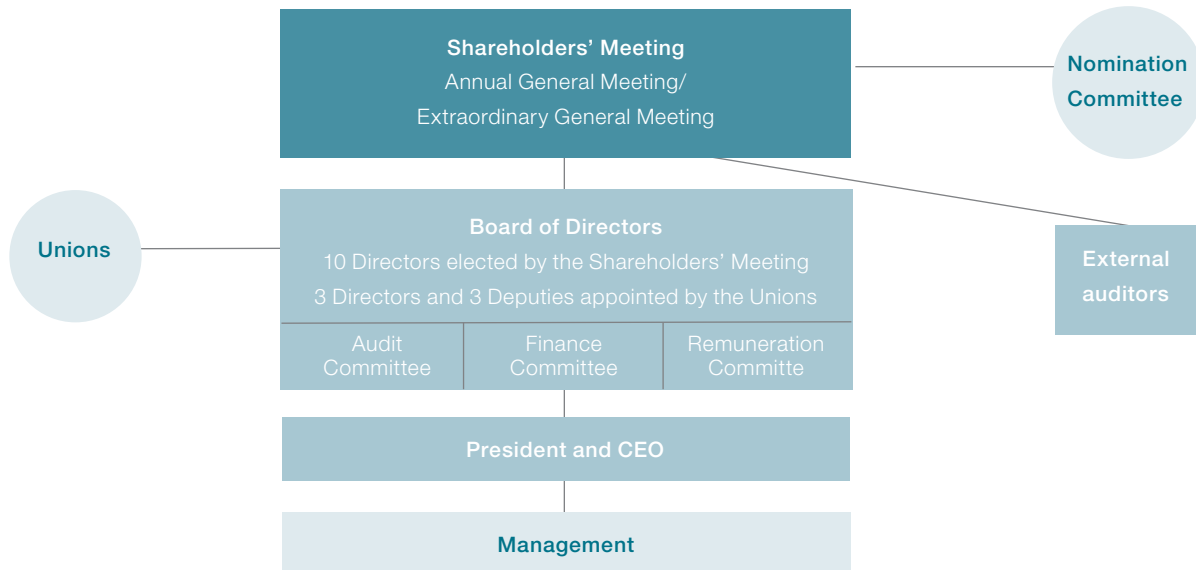 Shareholders’ Meeting
Annual General Meeting/
Extraordinary General Meeting
Nomination
Committee
Unions
Board of Directors
10 Directors elected by the Shareholders’ Meeting
3 Directors and 3 Deputies appointed by the Unions
External
auditors
Audit
Committee
Finance
Committee
Remuneration
Committe
President and CEO
Management